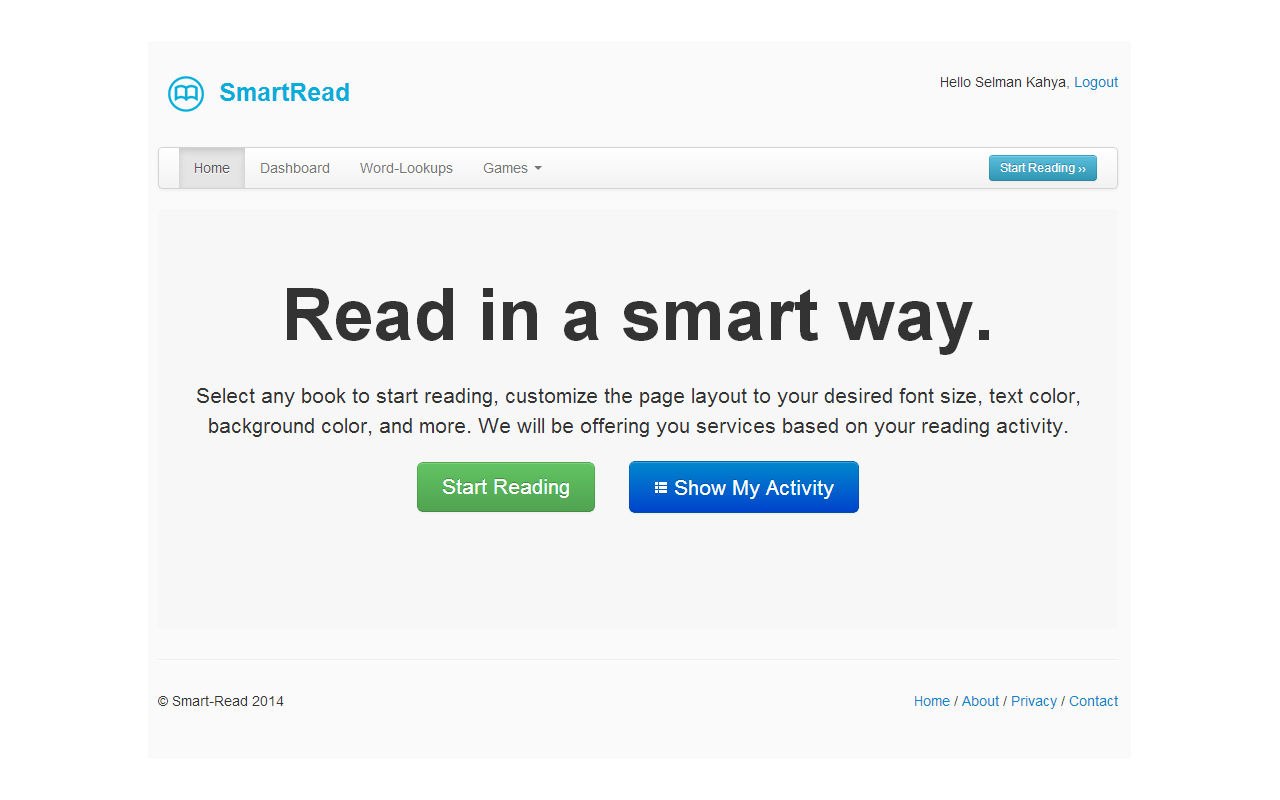 SmartRead
Hello Selman Kahya, Logout
Home Dashboard Word-Lookups Games
Start Reading ››
Read in a smart way.
Select any book to start reading, customize the page layout to your desired font size, text color,
background color, and more. We will be offering you services based on your reading activity.
Start Reading
Show My Activity
© Smart-Read 2014
Home / About / Privacy / Contact